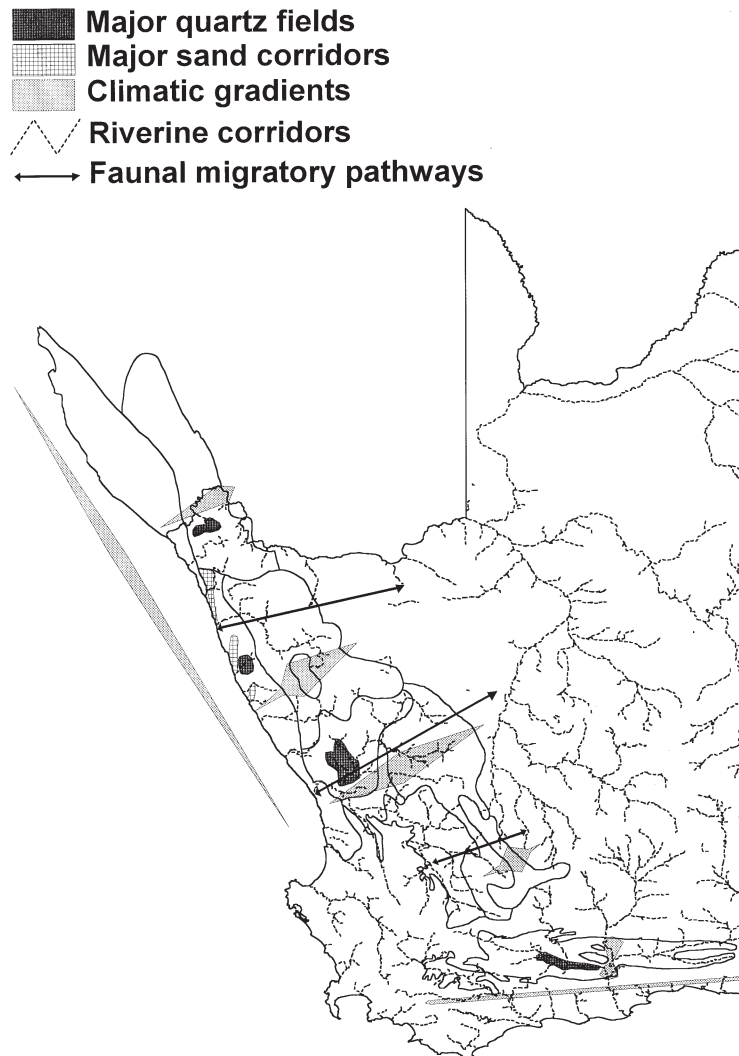 Major quartz fields
Major sand corridors
Climatic gradients
Riverine corridors
Faunal migratory pathways